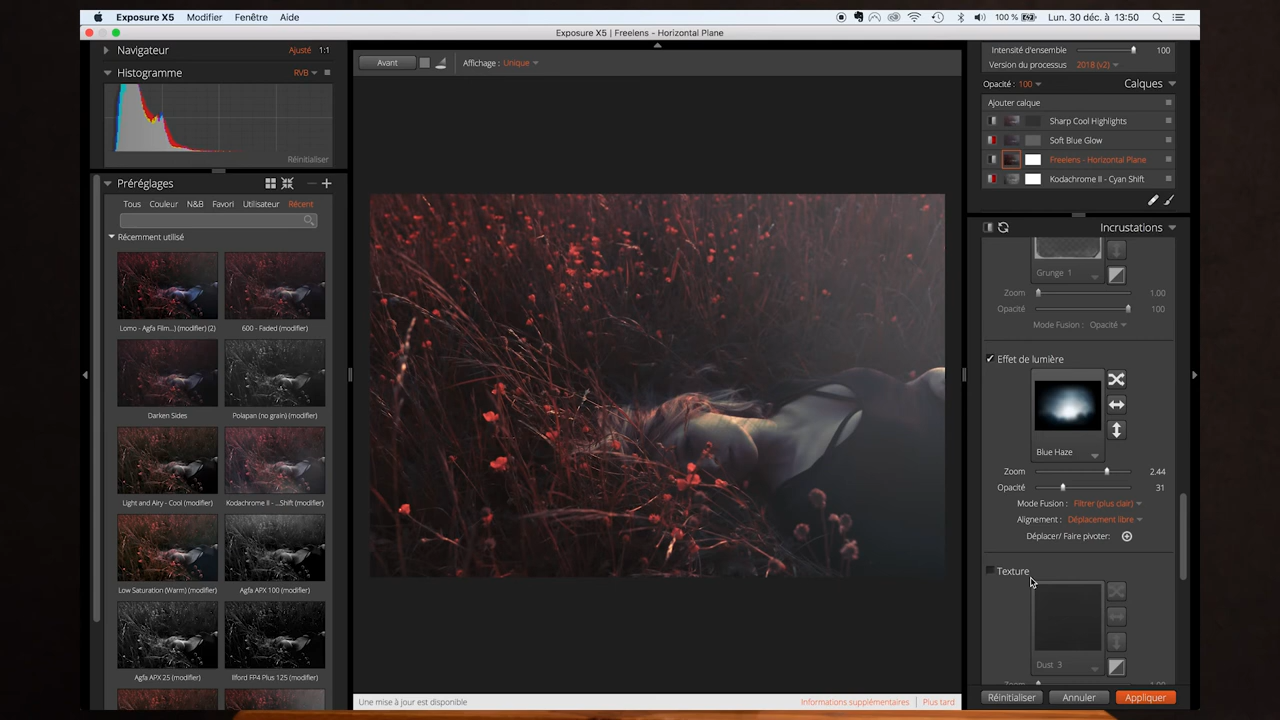 Exposure X5 Modifier Fenêtre Aide 100 % Lun. 30 déc. à 13:50
Exposure X5 | Freelens - Horizontal Plane
Navigateur Ajusté 1:1
Histogramme RVB
Réinitialiser
Préréglages
Tous Couleur N&B Favori Utilisateur Récent
Récemment utilisé
Lomo - Agfa Film...) (modifier) (2) 600 - Faded (modifier)
Darken Sides Polapan (no grain) (modifier)
Light and Airy - Cool (modifier) Kodachrome II - ...Shift (modifier)
Low Saturation (Warm) (modifier) Agfa APX 100 (modifier)
Agfa APX 25 (modifier) Ilford FP4 Plus 125 (modifier)
Avant Affichage : Unique
Une mise à jour est disponible Informations supplémentaires Plus tard
Intensité d'ensemble 100
Version du processus 2018 (v2)
Opacité : 100 Calques
Ajouter calque
Sharp Cool Highlights
Soft Blue Glow
Freelens - Horizontal Plane
Kodachrome II - Cyan Shift
Incrustations
Grunge 1
Zoom 1.00
Opacité 100
Mode Fusion : Opacité
Effet de lumière
Blue Haze
Zoom 2.44
Opacité 31
Mode Fusion : Filtrer (plus clair)
Alignement : Déplacement libre
Déplacer/ Faire pivoter:
Texture
Dust 3
Réinitialiser Annuler Appliquer